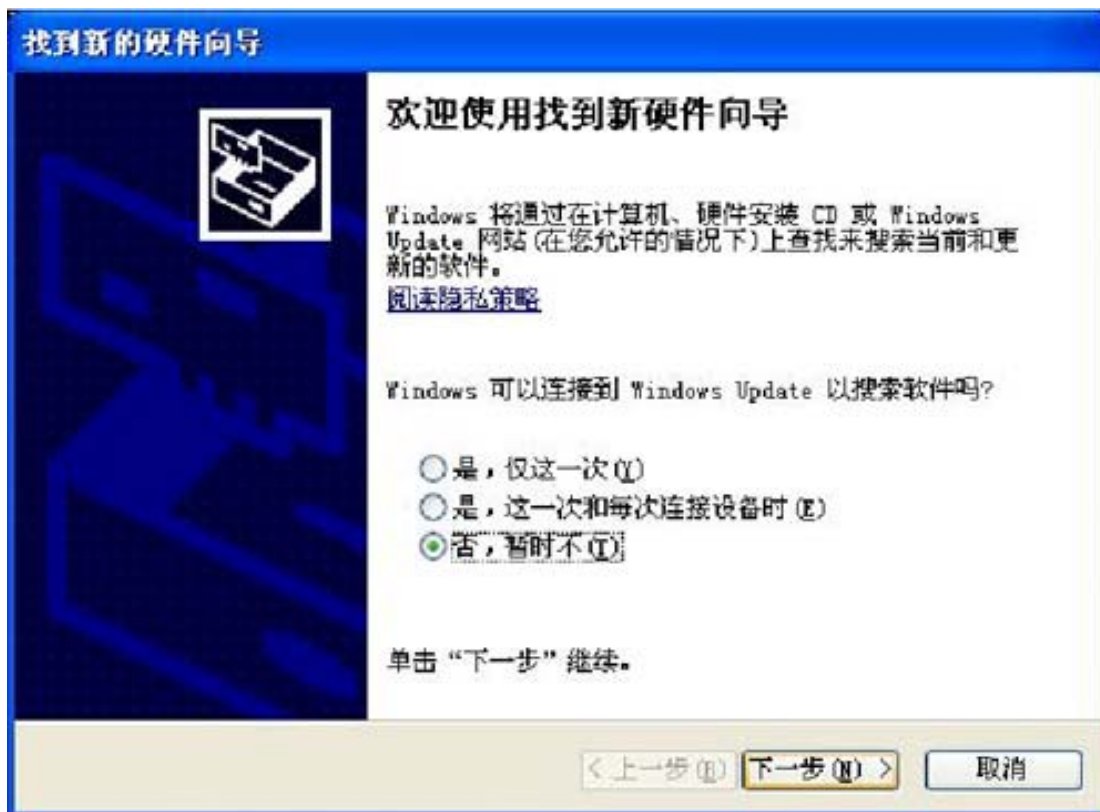 找到新的硬件向导
欢迎使用找到新硬件向导
Windows 将通过在计算机、硬件安装 CD 或 Windows
Update 网站(在您允许的情况下)上查找来搜索当前和更
新的软件。
阅读隐私策略
Windows 可以连接到 Windows Update 以搜索软件吗?
是，仅这一次(Y)
是，这一次和每次连接设备时(E)
否，暂时不(T)
单击“下一步”继续。
< 上一步(B) 下一步(N) > 取消